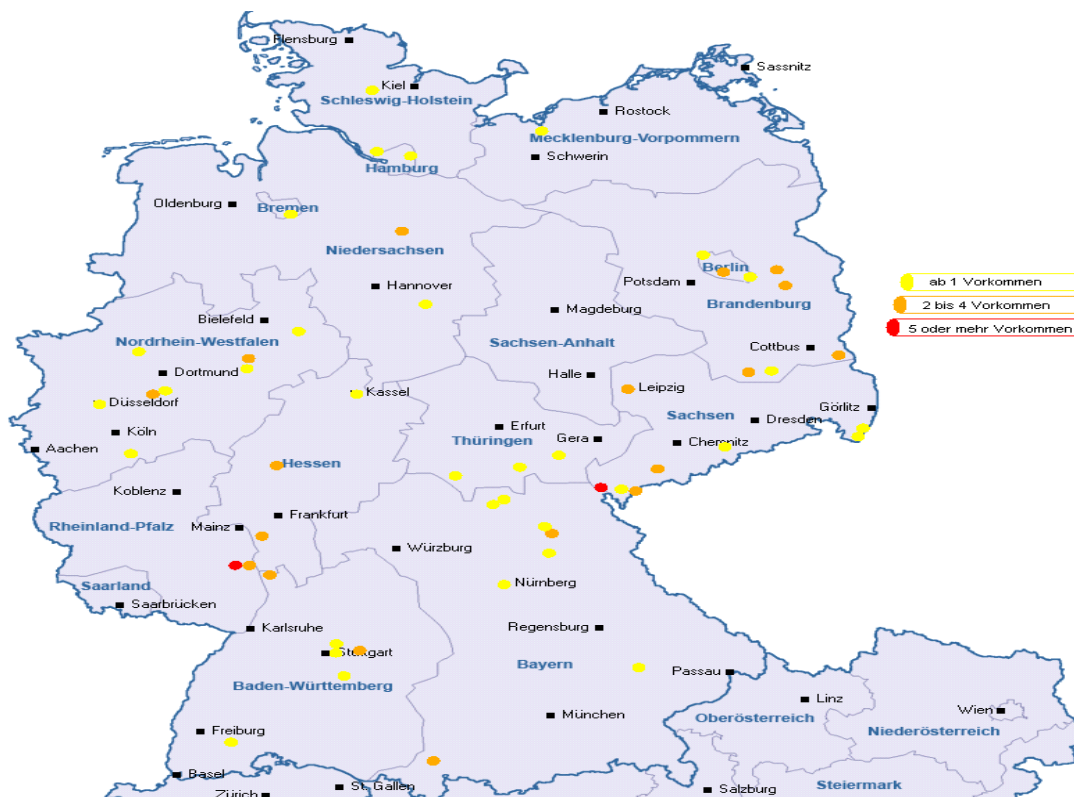 Flensburg
Sassnitz
Kiel
Schleswig-Holstein
Rostock
Mecklenburg-Vorpommern
Schwerin
Hamburg
Oldenburg
Bremen
Niedersachsen
Berlin
Potsdam
ab 1 Vorkommen
Hannover
Brandenburg
2 bis 4 Vorkommen
Magdeburg
Bielefeld
5 oder mehr Vorkommen
Nordrhein-Westfalen
Sachsen-Anhalt
Cottbus
Dortmund
Halle
Kassel
Leipzig
Düsseldorf
Görlitz
Sachsen
Dresden
Erfurt
Köln
Gera
Thüringen
Chemnitz
Aachen
Hessen
Koblenz
Frankfurt
Rheinland-Pfalz
Mainz
Würzburg
Nürnberg
Saarland
Saarbrücken
Karlsruhe
Regensburg
Stuttgart
Bayern
Passau
Baden-Württemberg
Linz
Wien
München
Oberösterreich
Freiburg
Niederösterreich
Basel
Steiermark
St. Gallen
Salzburg
Zürich